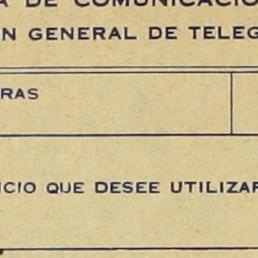 A DE COMUNICACIO
N GENERAL DE TELEG
RAS
ICIO QUE DESEE UTILIZAR